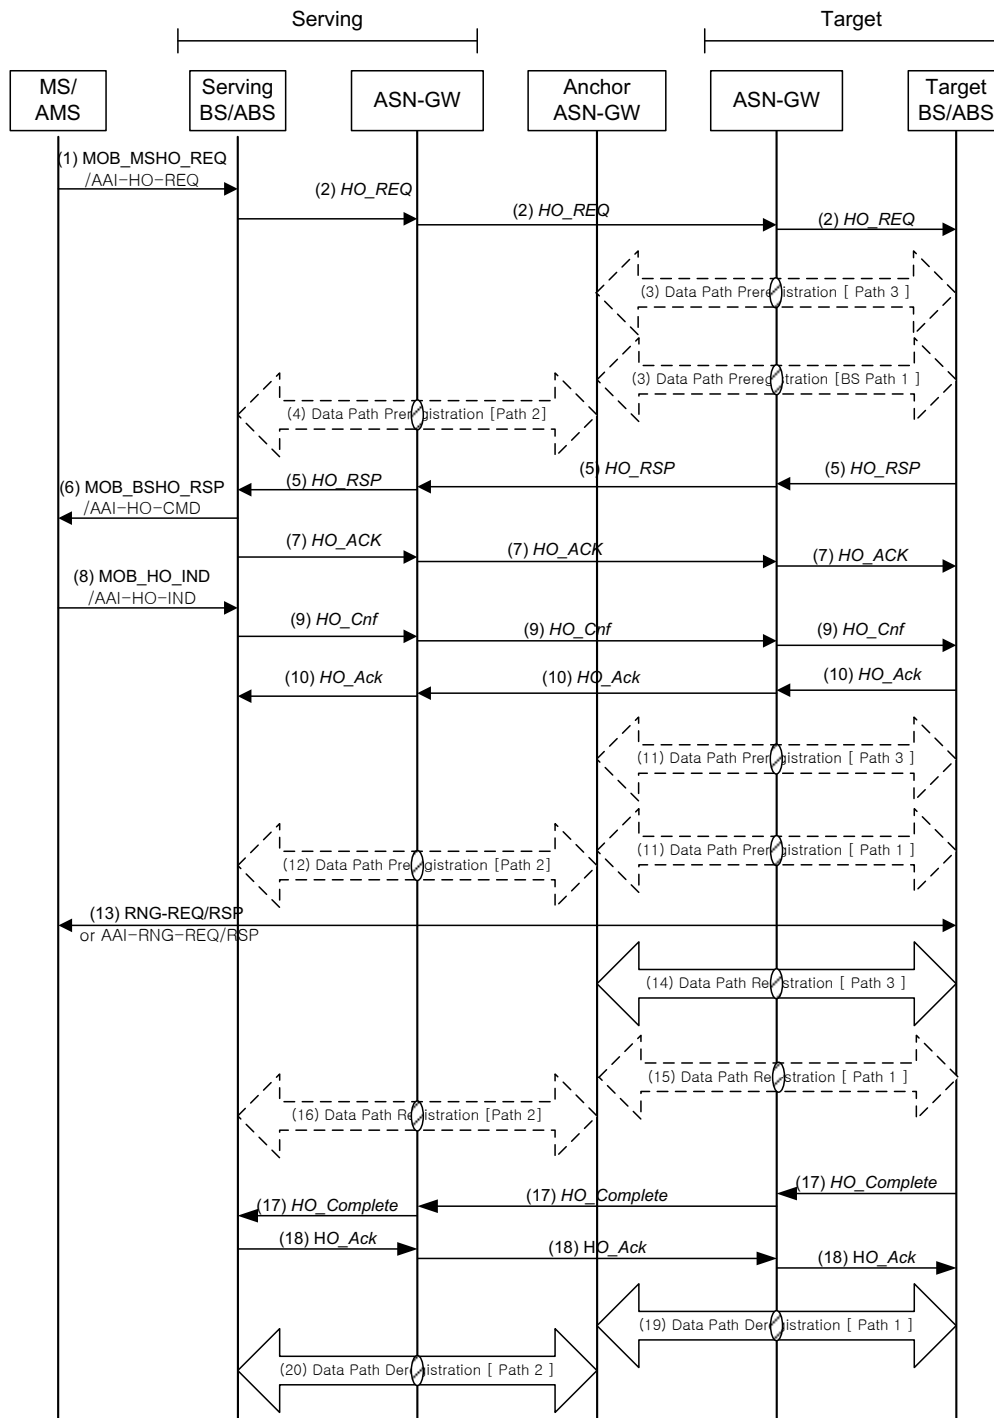 Serving
Target
MS/
AMS
Serving
BS/ABS
ASN-GW
Anchor
ASN-GW
ASN-GW
Target
BS/ABS
(1) MOB_MSHO_REQ
/AAI-HO-REQ
(2) HO_REQ
(2) HO_REQ
(2) HO_REQ
(3) Data Path Preregistration [ Path 3 ]
(3) Data Path Preregistration [BS Path 1 ]
(4) Data Path Preregistration [Path 2]
(5) HO_RSP
(5) HO_RSP
(5) HO_RSP
(6) MOB_BSHO_RSP
/AAI-HO-CMD
(7) HO_ACK
(7) HO_ACK
(7) HO_ACK
(8) MOB_HO_IND
/AAI-HO-IND
(9) HO_Cnf
(9) HO_Cnf
(9) HO_Cnf
(10) HO_Ack
(10) HO_Ack
(10) HO_Ack
(11) Data Path Preregistration [ Path 3 ]
(11) Data Path Preregistration [ Path 1 ]
(12) Data Path Preregistration [Path 2]
(13) RNG-REQ/RSP
or AAI-RNG-REQ/RSP
(14) Data Path Registration [ Path 3 ]
(15) Data Path Registration [ Path 1 ]
(16) Data Path Registration [Path 2]
(17) HO_Complete
(17) HO_Complete
(17) HO_Complete
(18) HO_Ack
(18) HO_Ack
(18) HO_Ack
(19) Data Path Deregistration [ Path 1 ]
(20) Data Path Deregistration [ Path 2 ]